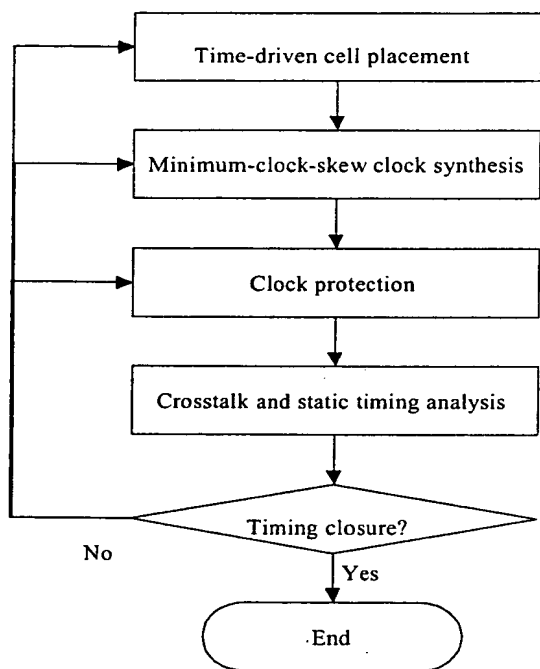 Time-driven cell placement
Minimum-clock-skew clock synthesis
Clock protection
Crosstalk and static timing analysis
Timing closure?
No
Yes
End